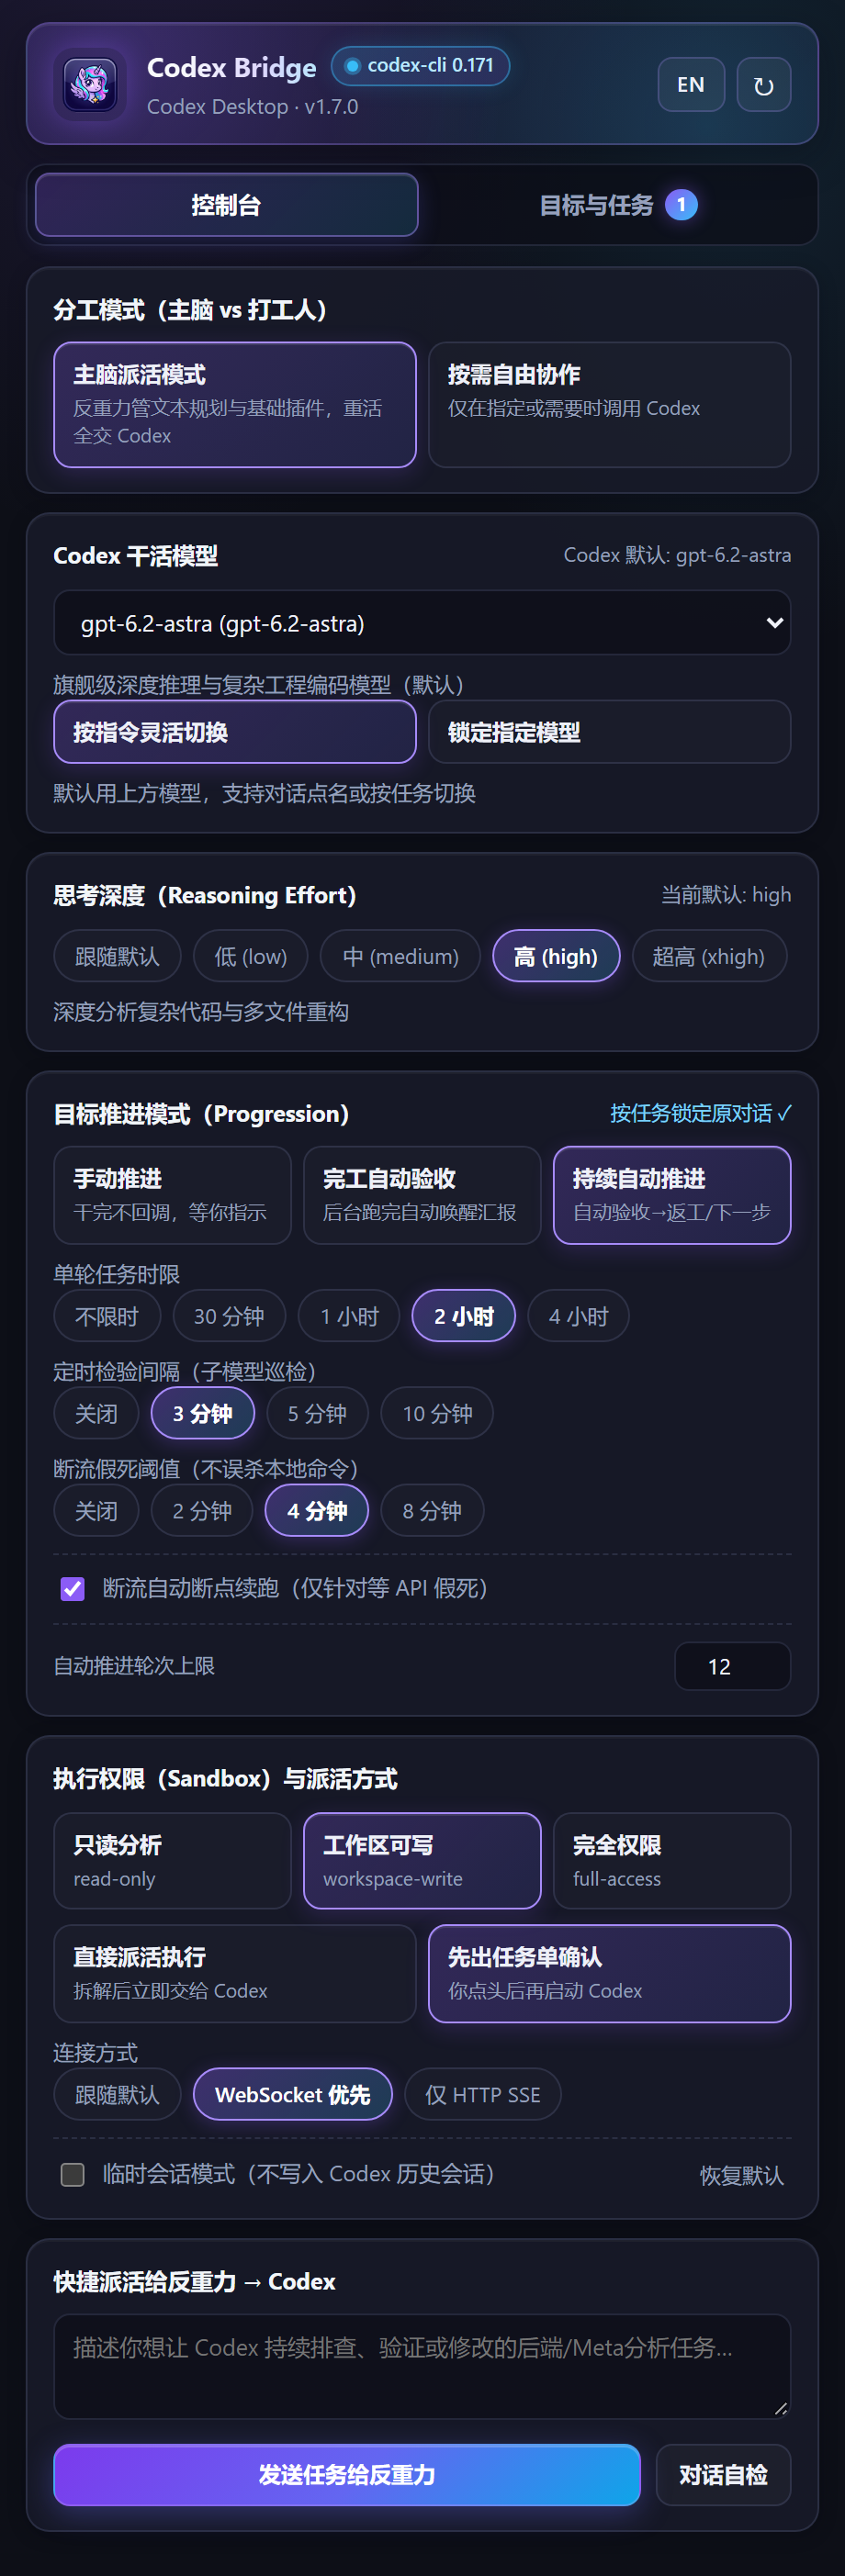 Codex Bridge
codex-cli 0.171
Codex Desktop · v1.7.0
EN
控制台
目标与任务 1
分工模式（主脑 vs 打工人）
主脑派活模式
反重力管文本规划与基础插件，重活
全交 Codex
按需自由协作
仅在指定或需要时调用 Codex
Codex 干活模型
Codex 默认: gpt-6.2-astra
gpt-6.2-astra (gpt-6.2-astra)
旗舰级深度推理与复杂工程编码模型（默认）
按指令灵活切换
锁定指定模型
默认用上方模型，支持对话点名或按任务切换
思考深度（Reasoning Effort）
当前默认: high
跟随默认
低 (low)
中 (medium)
高 (high)
超高 (xhigh)
深度分析复杂代码与多文件重构
目标推进模式（Progression）
按任务锁定原对话 ✓
手动推进
干完不回调，等你指示
完工自动验收
后台跑完自动唤醒汇报
持续自动推进
自动验收→返工/下一步
单轮任务时限
不限时
30 分钟
1 小时
2 小时
4 小时
定时检验间隔（子模型巡检）
关闭
3 分钟
5 分钟
10 分钟
断流假死阈值（不误杀本地命令）
关闭
2 分钟
4 分钟
8 分钟
断流自动断点续跑（仅针对等 API 假死）
自动推进轮次上限
12
执行权限（Sandbox）与派活方式
只读分析
read-only
工作区可写
workspace-write
完全权限
full-access
直接派活执行
拆解后立即交给 Codex
先出任务单确认
你点头后再启动 Codex
连接方式
跟随默认
WebSocket 优先
仅 HTTP SSE
临时会话模式（不写入 Codex 历史会话）
恢复默认
快捷派活给反重力 → Codex
描述你想让 Codex 持续排查、验证或修改的后端/Meta分析任务...
发送任务给反重力
对话自检